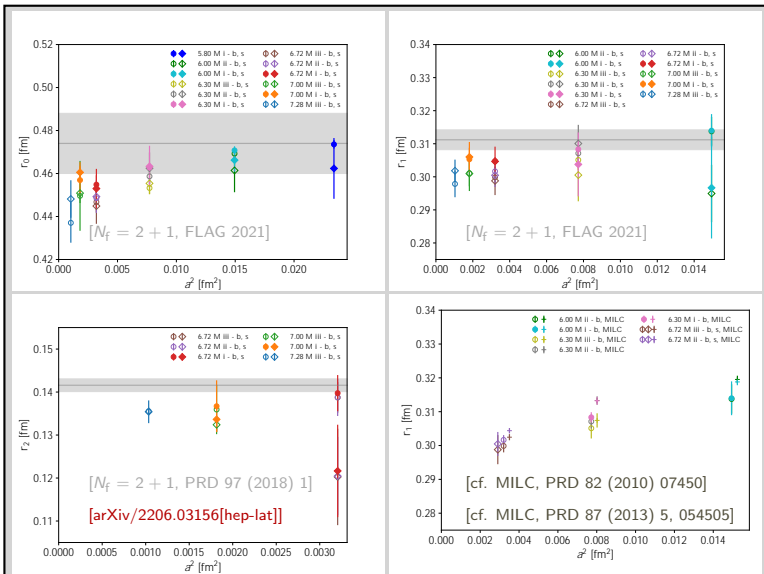 0.52
0.50
0.48
0.46
0.44
0.42
0.40
r₀ [fm]
5.80 M i - b, s
6.00 M ii - b, s
6.00 M i - b, s
6.30 M iii - b, s
6.30 M ii - b, s
6.30 M i - b, s
6.72 M iii - b, s
6.72 M ii - b, s
6.72 M i - b, s
7.00 M iii - b, s
7.00 M i - b, s
7.28 M iii - b, s
[N_f = 2 + 1, FLAG 2021]
0.000 0.005 0.010 0.015 0.020
a² [fm²]
0.34
0.33
0.32
0.31
0.30
0.29
0.28
r₁ [fm]
6.00 M ii - b, s
6.00 M i - b, s
6.30 M iii - b, s
6.30 M ii - b, s
6.30 M i - b, s
6.72 M iii - b, s
6.72 M ii - b, s
6.72 M i - b, s
7.00 M iii - b, s
7.00 M i - b, s
7.28 M iii - b, s
[N_f = 2 + 1, FLAG 2021]
0.000 0.002 0.004 0.006 0.008 0.010 0.012 0.014
a² [fm²]
0.15
0.14
0.13
0.12
0.11
r₂ [fm]
6.72 M iii - b, s
6.72 M ii - b, s
6.72 M i - b, s
7.00 M iii - b, s
7.00 M i - b, s
7.28 M iii - b, s
[N_f = 2 + 1, PRD 97 (2018) 1]
[arXiv/2206.03156[hep-lat]]
0.0000 0.0005 0.0010 0.0015 0.0020 0.0025 0.0030
a² [fm²]
0.34
0.33
0.32
0.31
0.30
0.29
0.28
r₁ [fm]
6.00 M ii - b, MILC
6.00 M i - b, MILC
6.30 M iii - b, MILC
6.30 M ii - b, MILC
6.30 M i - b, MILC
6.72 M iii - b, s, MILC
6.72 M ii - b, s, MILC
[cf. MILC, PRD 82 (2010) 07450]
[cf. MILC, PRD 87 (2013) 5, 054505]
0.000 0.002 0.004 0.006 0.008 0.010 0.012 0.014
a² [fm²]